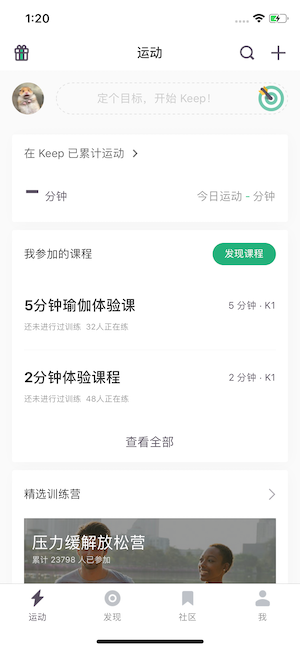 1:20
运动
定个目标，开始 Keep！
在 Keep 已累计运动
- 分钟
今日运动 - 分钟
我参加的课程
发现课程
5分钟瑜伽体验课
5 分钟 · K1
还未进行过训练 32人正在练
2分钟体验课程
2 分钟 · K1
还未进行过训练 48人正在练
查看全部
精选训练营
压力缓解放松营
累计 23798 人已参加
运动
发现
社区
我